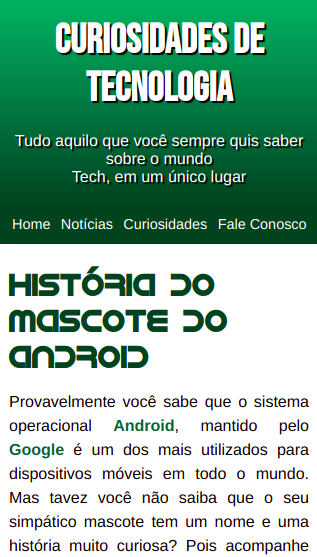 CURIOSIDADES DE
TECNOLOGIA
Tudo aquilo que você sempre quis saber
sobre o mundo
Tech, em um único lugar
Home Notícias Curiosidades Fale Conosco
HISTÓRIA DO
MASCOTE DO
ANDROID
Provavelmente você sabe que o sistema
operacional Android, mantido pelo
Google é um dos mais utilizados para
dispositivos móveis em todo o mundo.
Mas tavez você não saiba que o seu
simpático mascote tem um nome e uma
história muito curiosa? Pois acompanhe